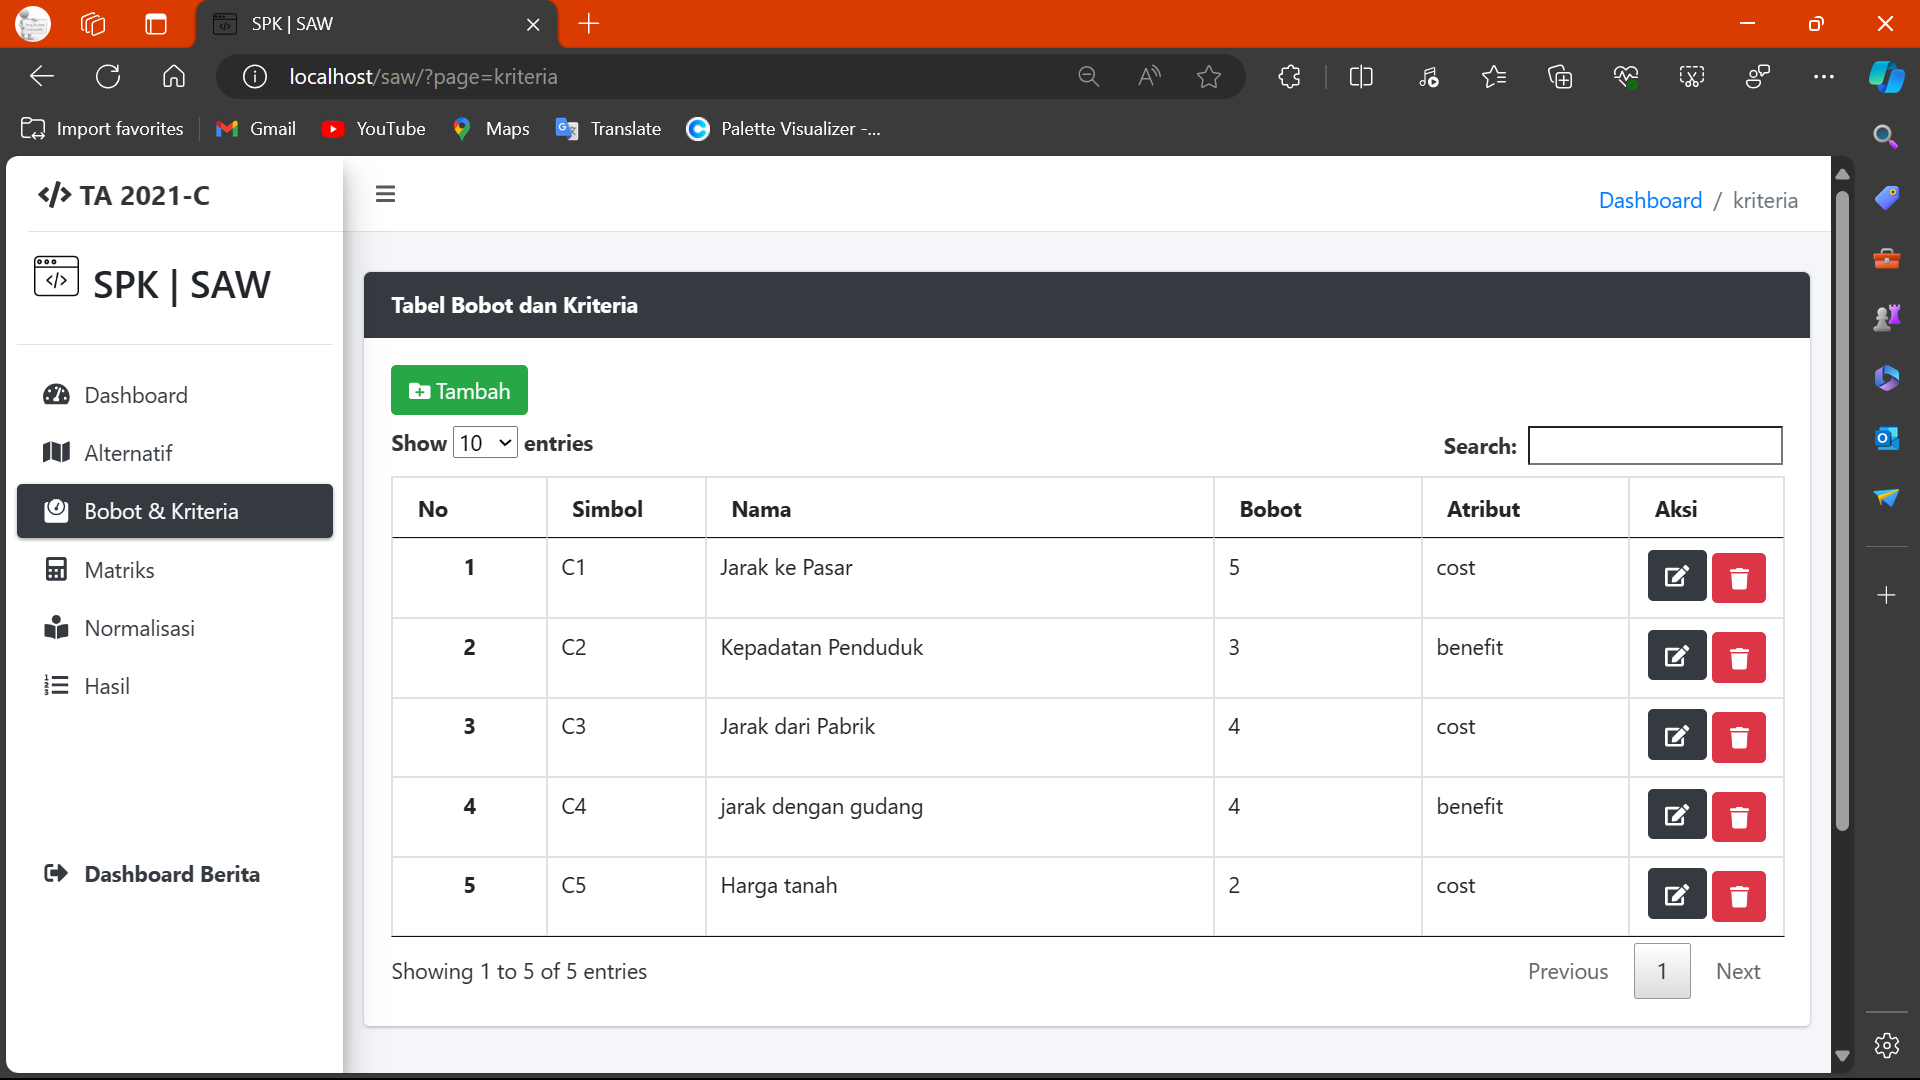 SPK | SAW
localhost/saw/?page=kriteria
Import favorites
Gmail
YouTube
Maps
Translate
Palette Visualizer -...
</> TA 2021-C
Dashboard / kriteria
</> SPK | SAW
Dashboard
Alternatif
Bobot & Kriteria
Matriks
Normalisasi
Hasil
Dashboard Berita
Tabel Bobot dan Kriteria
Tambah
Show 10 entries
Search:
No Simbol Nama Bobot Atribut Aksi
1 C1 Jarak ke Pasar 5 cost
2 C2 Kepadatan Penduduk 3 benefit
3 C3 Jarak dari Pabrik 4 cost
4 C4 jarak dengan gudang 4 benefit
5 C5 Harga tanah 2 cost
Showing 1 to 5 of 5 entries
Previous 1 Next